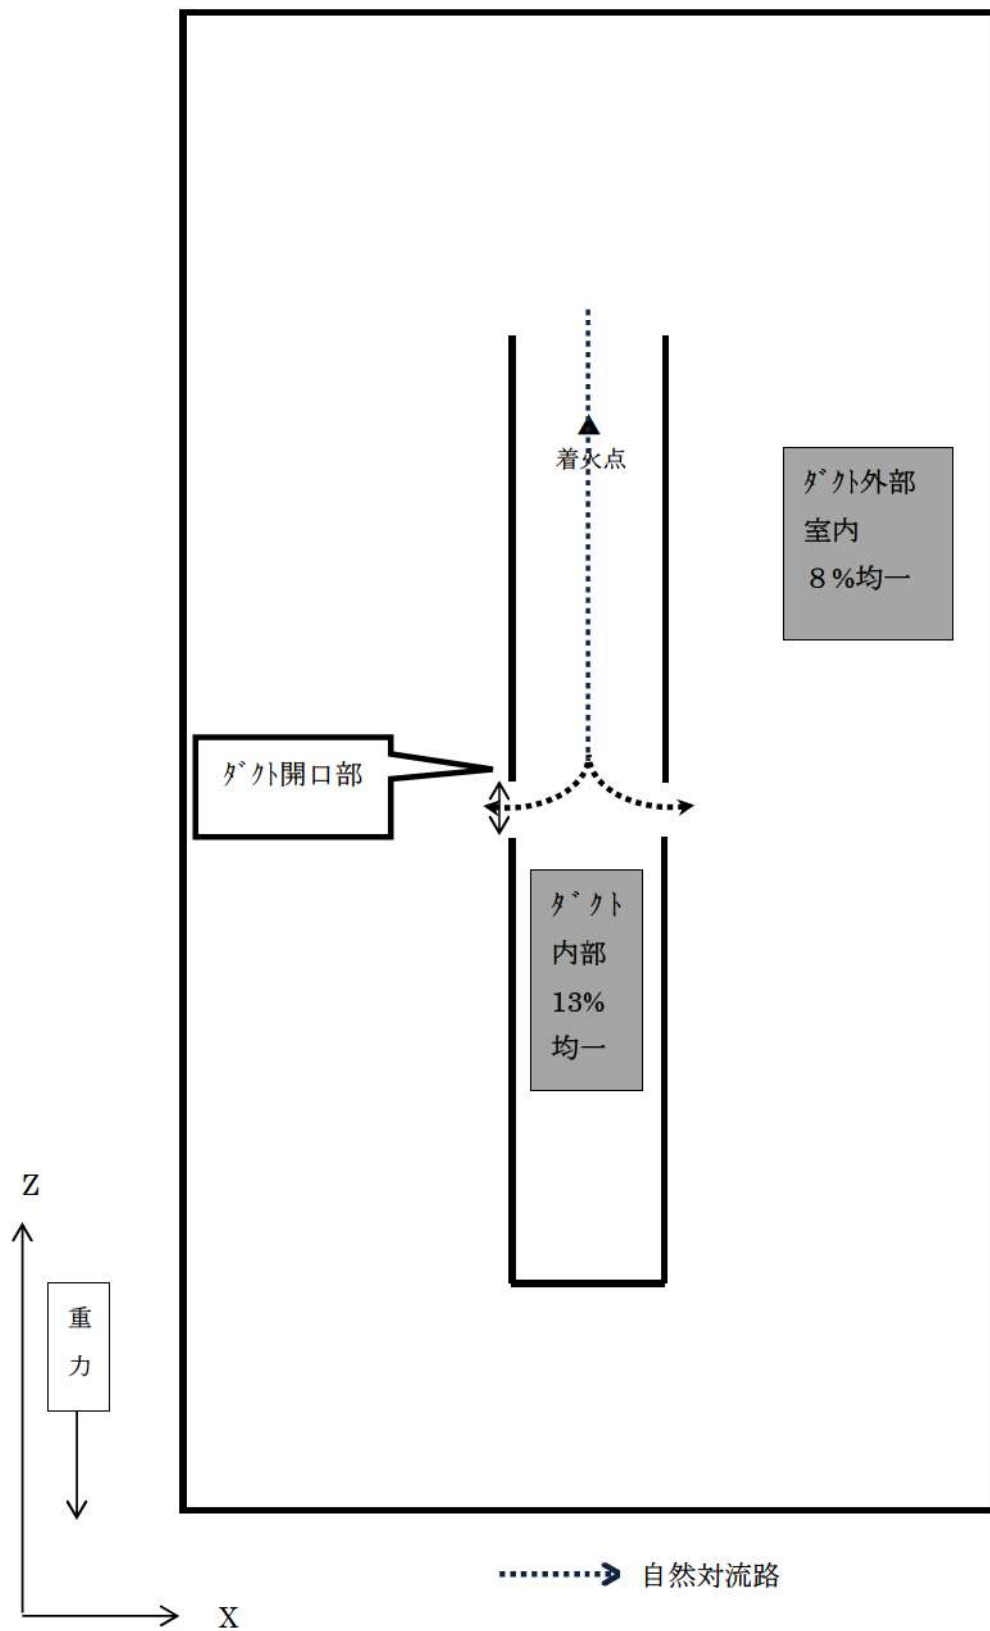 着火点
ダクト外部
室内
８%均一
ダクト開口部
ダクト
内部
13%
均一
Z
重
力
自然対流路
X